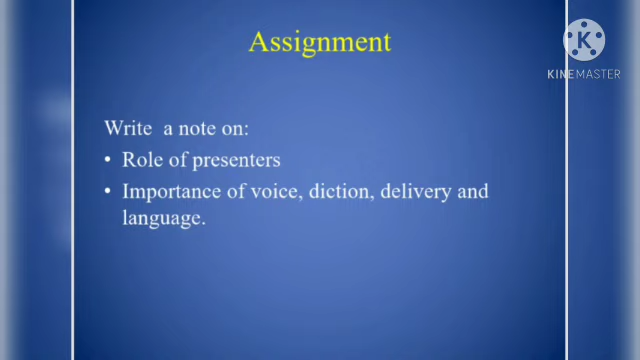 Assignment
K
KINEMASTER
Write a note on:
• Role of presenters
• Importance of voice, diction, delivery and
language.